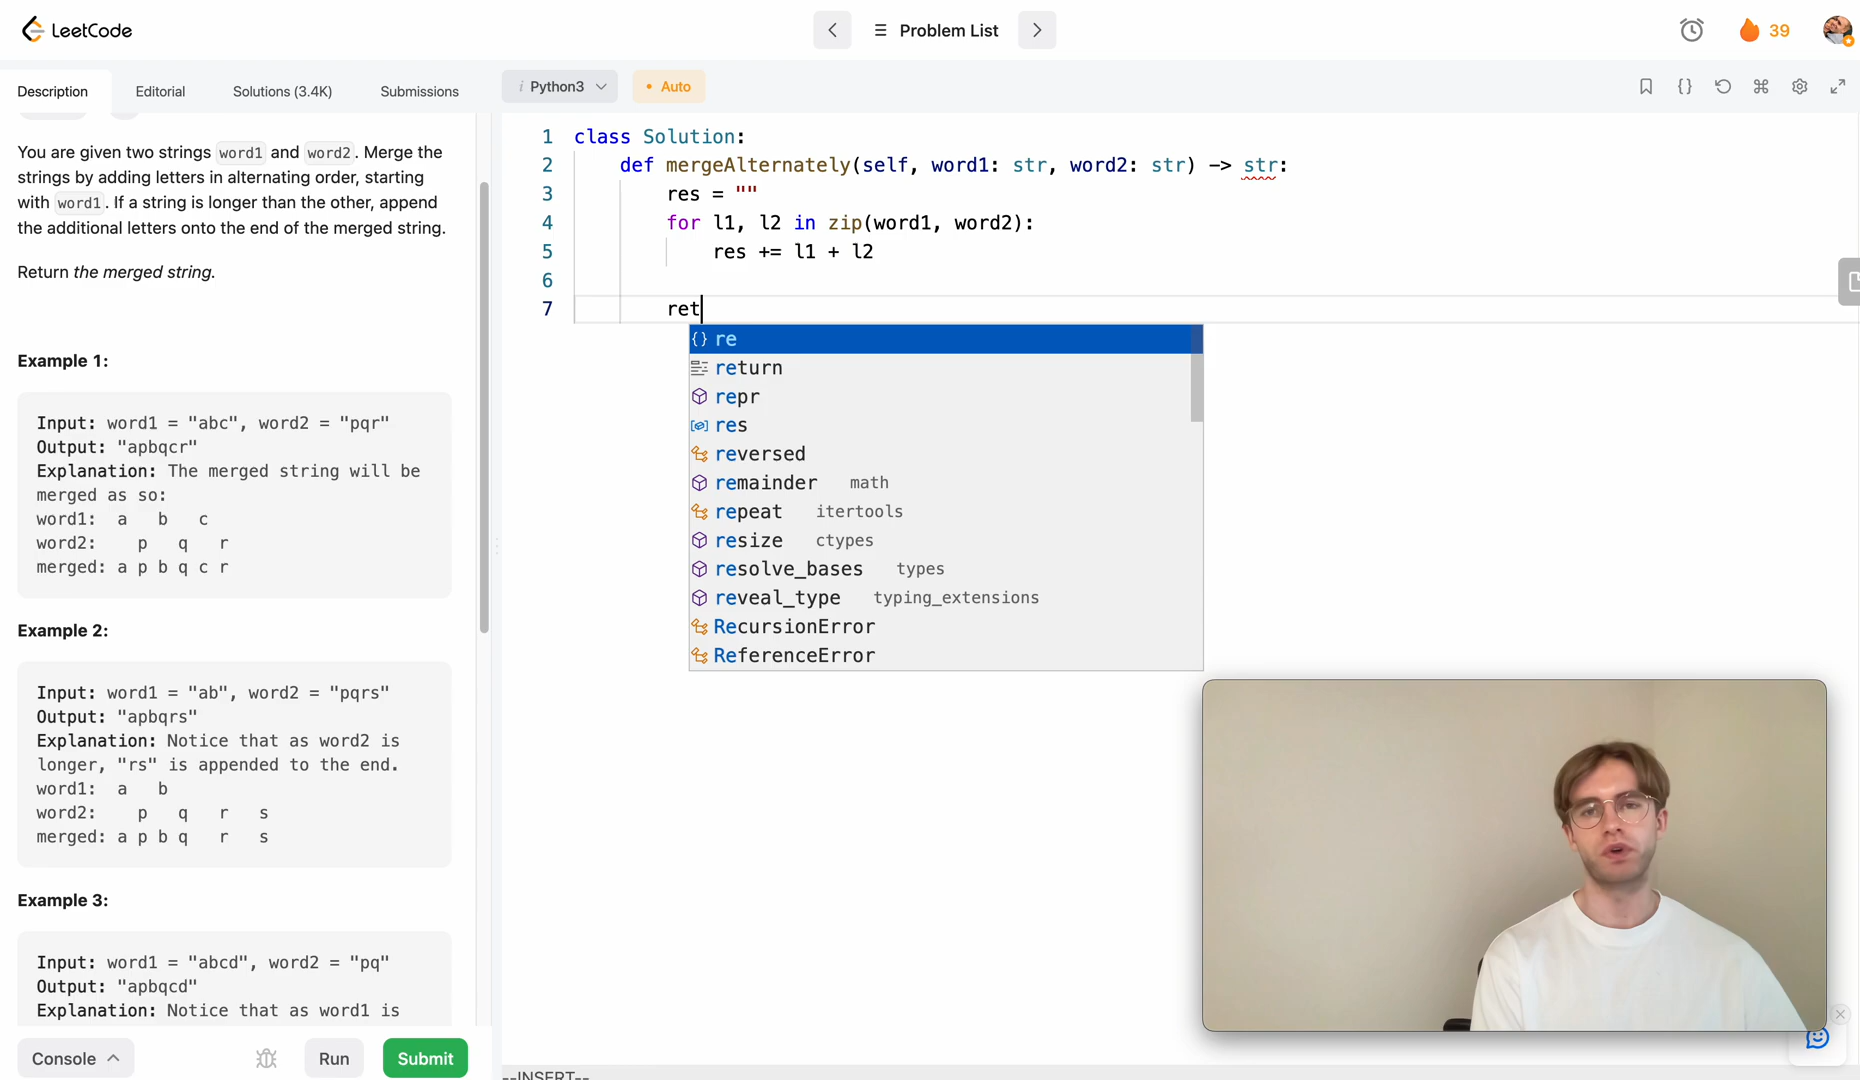 LeetCode
Problem List
39
Description
Editorial
Solutions (3.4K)
Submissions
i Python3
• Auto
You are given two strings word1 and word2. Merge the
strings by adding letters in alternating order, starting
with word1. If a string is longer than the other, append
the additional letters onto the end of the merged string.
Return the merged string.
Example 1:
Input: word1 = "abc", word2 = "pqr"
Output: "apbqcr"
Explanation: The merged string will be
merged as so:
word1: a b c
word2: p q r
merged: a p b q c r
Example 2:
Input: word1 = "ab", word2 = "pqrs"
Output: "apbqrs"
Explanation: Notice that as word2 is
longer, "rs" is appended to the end.
word1: a b
word2: p q r s
merged: a p b q r s
Example 3:
Input: word1 = "abcd", word2 = "pq"
Output: "apbqcd"
Explanation: Notice that as word1 is
Console
Run
Submit
1 class Solution:
2 def mergeAlternately(self, word1: str, word2: str) -> str:
3 res = ""
4 for l1, l2 in zip(word1, word2):
5 res += l1 + l2
6
7 ret
{} re
return
repr
res
reversed
remainder math
repeat itertools
resize ctypes
resolve_bases types
reveal_type typing_extensions
RecursionError
ReferenceError
--INSERT--